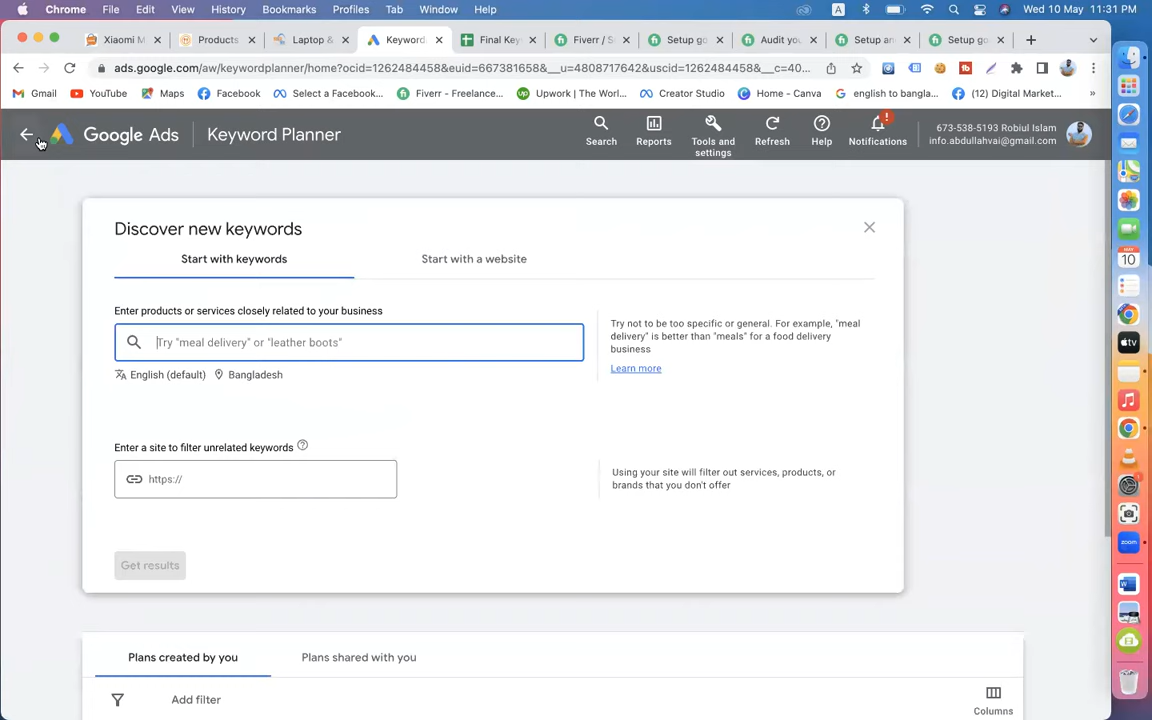 Chrome File Edit View History Bookmarks Profiles Tab Window Help A Wed 10 May 11:31 PM
Xiaomi M Products Laptop & Keyword Final Key Fiverr / S Setup go Audit you Setup an Setup go
ads.google.com/aw/keywordplanner/home?ocid=1262484458&euid=667381658&__u=4808717642&uscid=1262484458&__c=40...
Gmail YouTube Maps Facebook Select a Facebook... Fiverr - Freelance... Upwork | The Worl... Creator Studio Home - Canva english to bangla... (12) Digital Market... »
Google Ads Keyword Planner
Search Reports Tools and settings Refresh Help Notifications
673-538-5193 Robiul Islam
info.abdullahvai@gmail.com
Discover new keywords
Start with keywords Start with a website
Enter products or services closely related to your business
Try "meal delivery" or "leather boots"
English (default) Bangladesh
Try not to be too specific or general. For example, "meal
delivery" is better than "meals" for a food delivery
business
Learn more
Enter a site to filter unrelated keywords
https://
Using your site will filter out services, products, or
brands that you don't offer
Get results
Plans created by you Plans shared with you
Add filter
Columns
10
tv
zoom